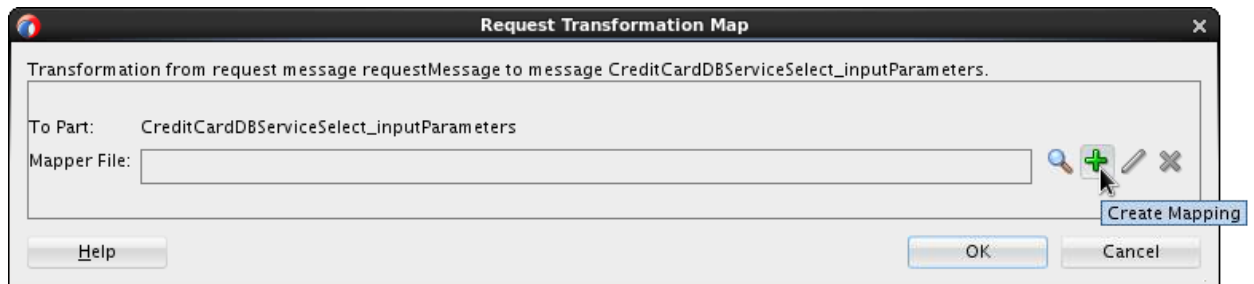 Request Transformation Map
Transformation from request message requestMessage to message CreditCardDBServiceSelect_inputParameters.
To Part: CreditCardDBServiceSelect_inputParameters
Mapper File:
Create Mapping
Help OK Cancel